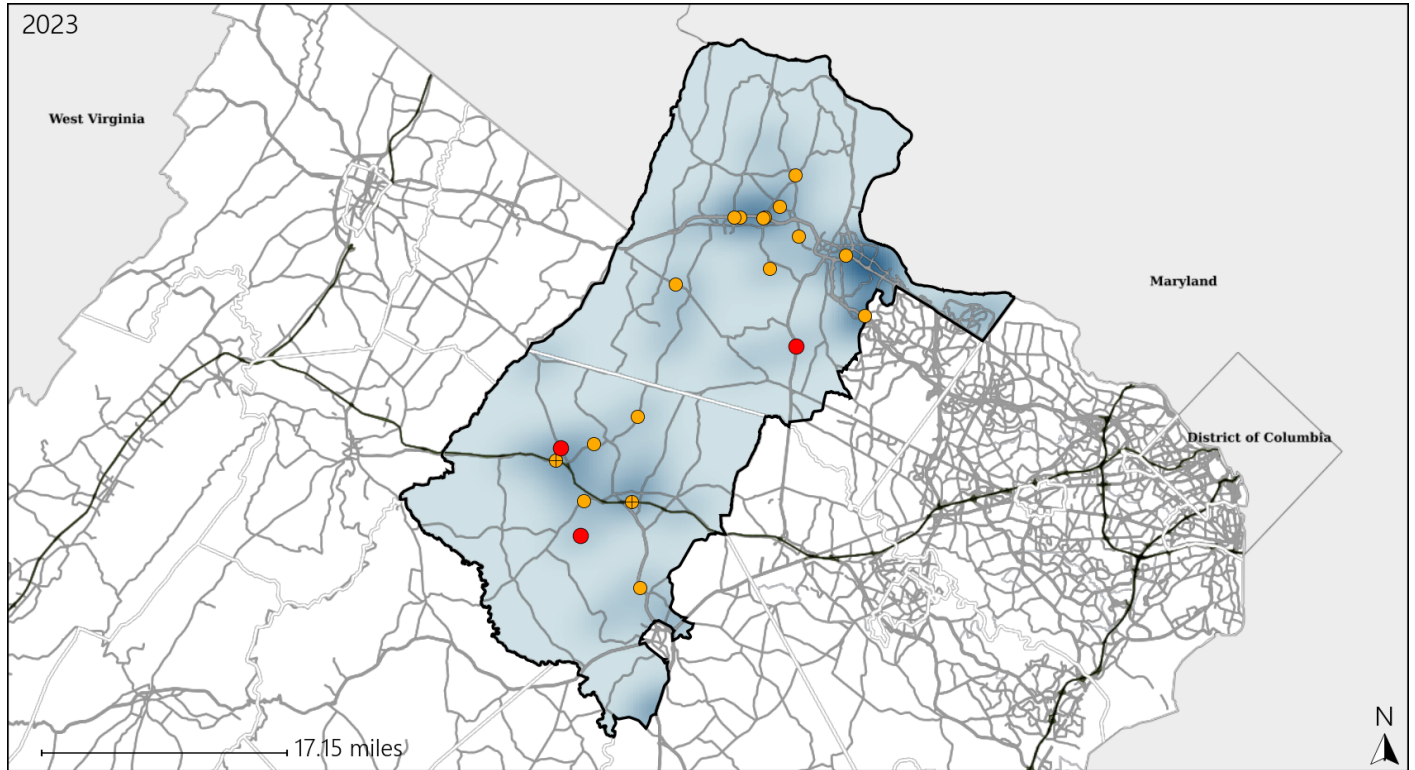 2023
West Virginia
Maryland
District of Columbia
N
17.15 miles